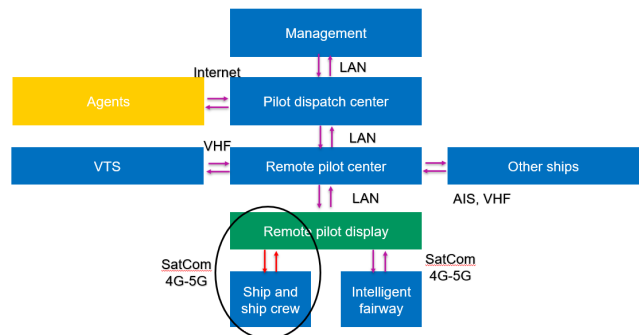 Management
LAN
Internet
Agents
Pilot dispatch center
LAN
VHF
VTS
Remote pilot center
Other ships
LAN
AIS, VHF
Remote pilot display
SatCom
4G-5G
SatCom
4G-5G
Ship and
ship crew
Intelligent
fairway